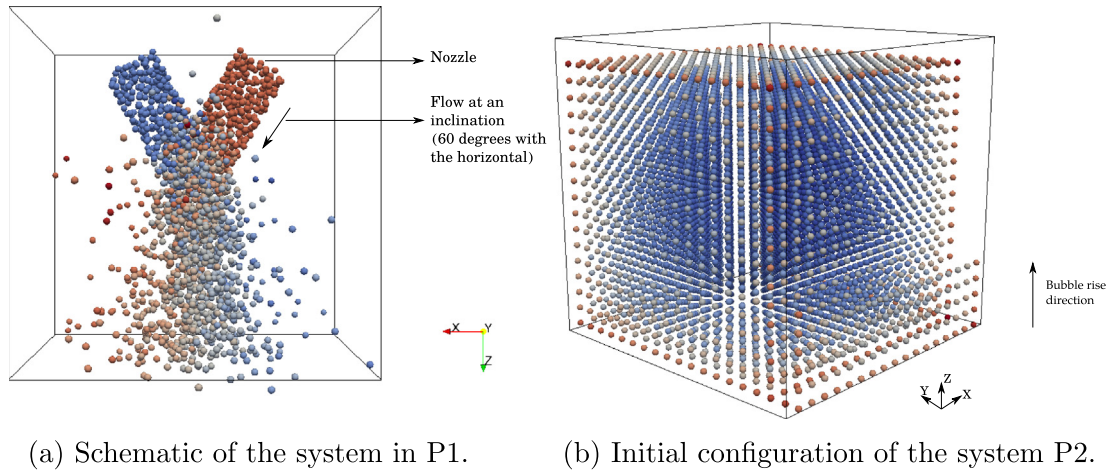 Nozzle
Flow at an
inclination
(60 degrees with
the horizontal)
X
Y
Z
Bubble rise
direction
Z
Y
X
(a) Schematic of the system in P1.
(b) Initial configuration of the system P2.